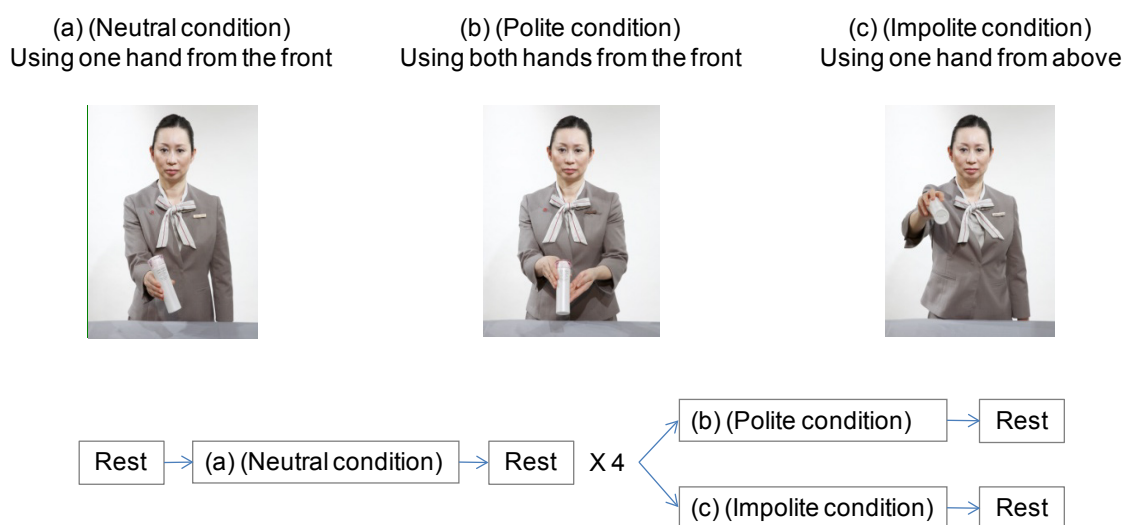 (a) (Neutral condition)
Using one hand from the front
(b) (Polite condition)
Using both hands from the front
(c) (Impolite condition)
Using one hand from above
Rest
(a) (Neutral condition)
Rest
X 4
(b) (Polite condition)
Rest
(c) (Impolite condition)
Rest